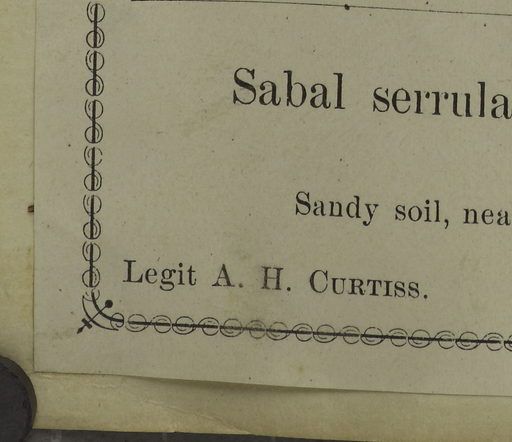 Sabal serrula
Sandy soil, nea
Legit A. H. CURTISS.